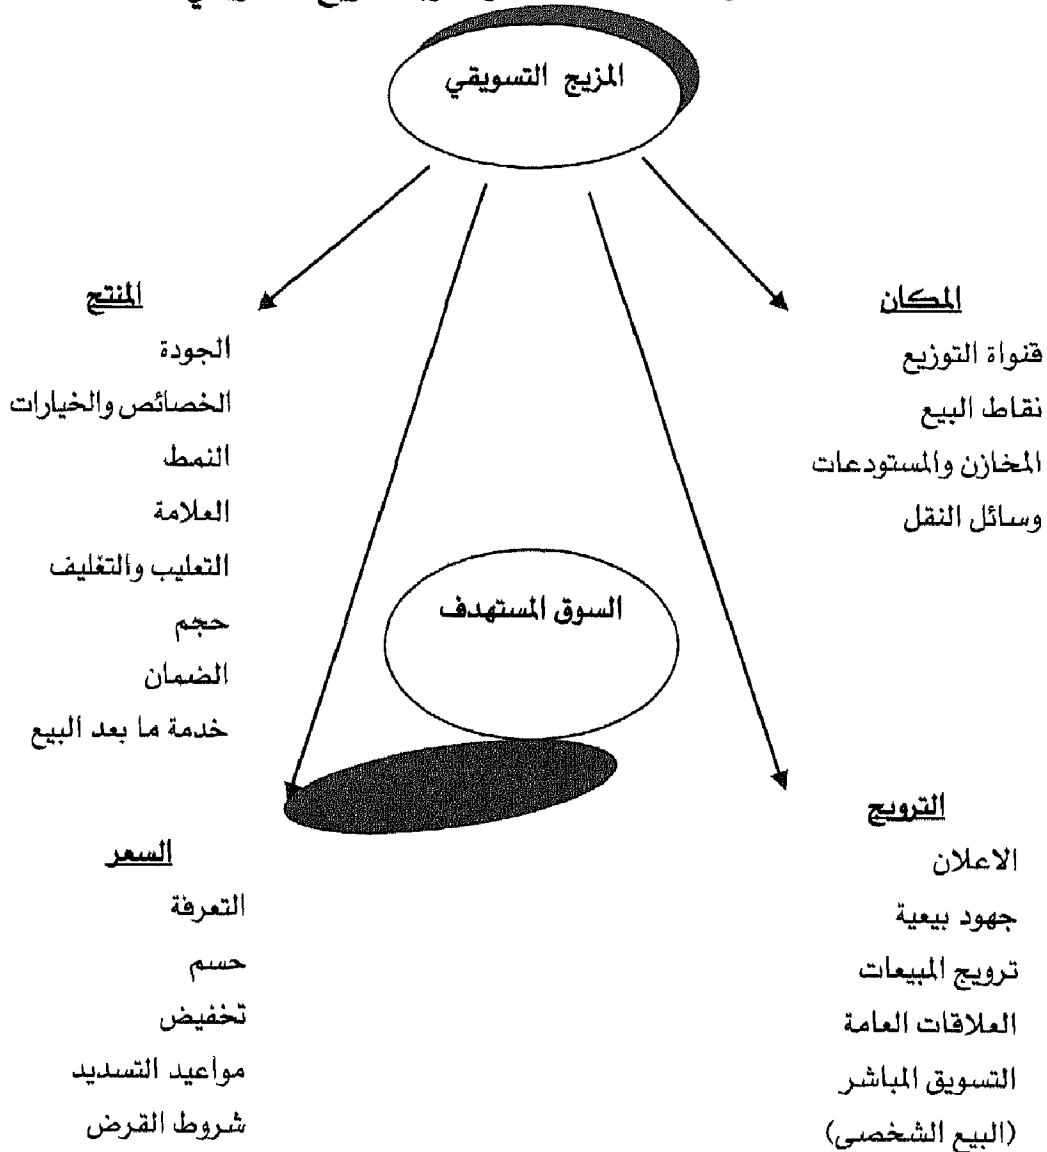 المزيج التسويقي
المكان
قنواة التوزيع
نقاط البيع
المخازن والمستودعات
وسائل النقل
المنتج
الجودة
الخصائص والخيارات
النمط
العلامة
التعليب والتغليف
حجم
الضمان
خدمة ما بعد البيع
السوق المستهدف
الترويج
الاعلان
جهود بيعية
ترويج المبيعات
العلاقات العامة
التسويق المباشر
(البيع الشخصي)
السعر
التعرفة
حسم
تخفيض
مواعيد التسديد
شروط القرض